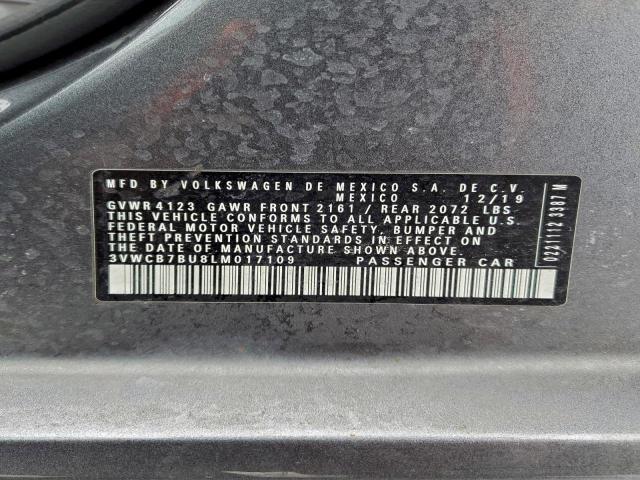 MFD BY VOLKSWAGEN DE MEXICO S.A. DE C.V.
MEXICO 12/19
GVWR 4123 GAWR FRONT 2161 / REAR 2072 LBS
THIS VEHICLE CONFORMS TO ALL APPLICABLE U.S.
FEDERAL MOTOR VEHICLE SAFETY, BUMPER AND
THEFT PREVENTION STANDARDS IN EFFECT ON
THE DATE OF MANUFACTURE SHOWN ABOVE.
3VWCB7BU8LM017109 PASSENGER CAR
02J1112 3387 M